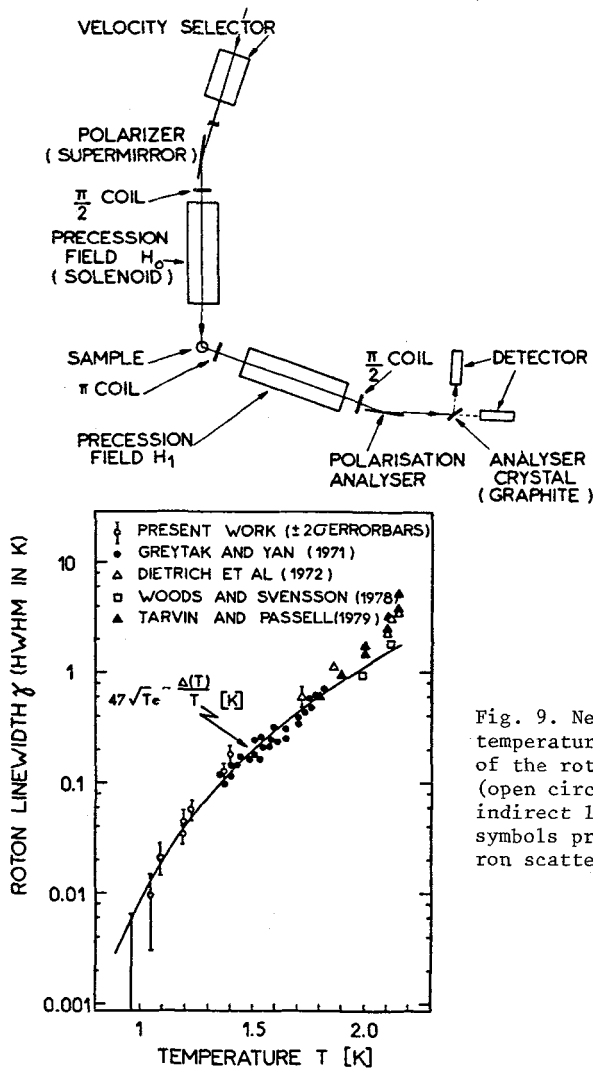 VELOCITY SELECTOR
POLARIZER
( SUPERMIRROR )
π/2 COIL
PRECESSION
FIELD H₀
( SOLENOID )
SAMPLE
π COIL
PRECESSION
FIELD H₁
π/2 COIL
DETECTOR
POLARISATION
ANALYSER
ANALYSER
CRYSTAL
(GRAPHITE )
PRESENT WORK (±2σ ERRORBARS)
GREYTAK AND YAN (1971)
DIETRICH ET AL (1972)
WOODS AND SVENSSON (1978)
TARVIN AND PASSELL (1979)
47√T e^-Δ(T)/T [K]
ROTON LINEWIDTH γ (HWHM IN K)
10
1
0.1
0.01
0.001
1 1.5 2.0
TEMPERATURE T [K]
Fig. 9. Ne
temperatur
of the rot
(open circ
indirect l
symbols pr
ron scatte